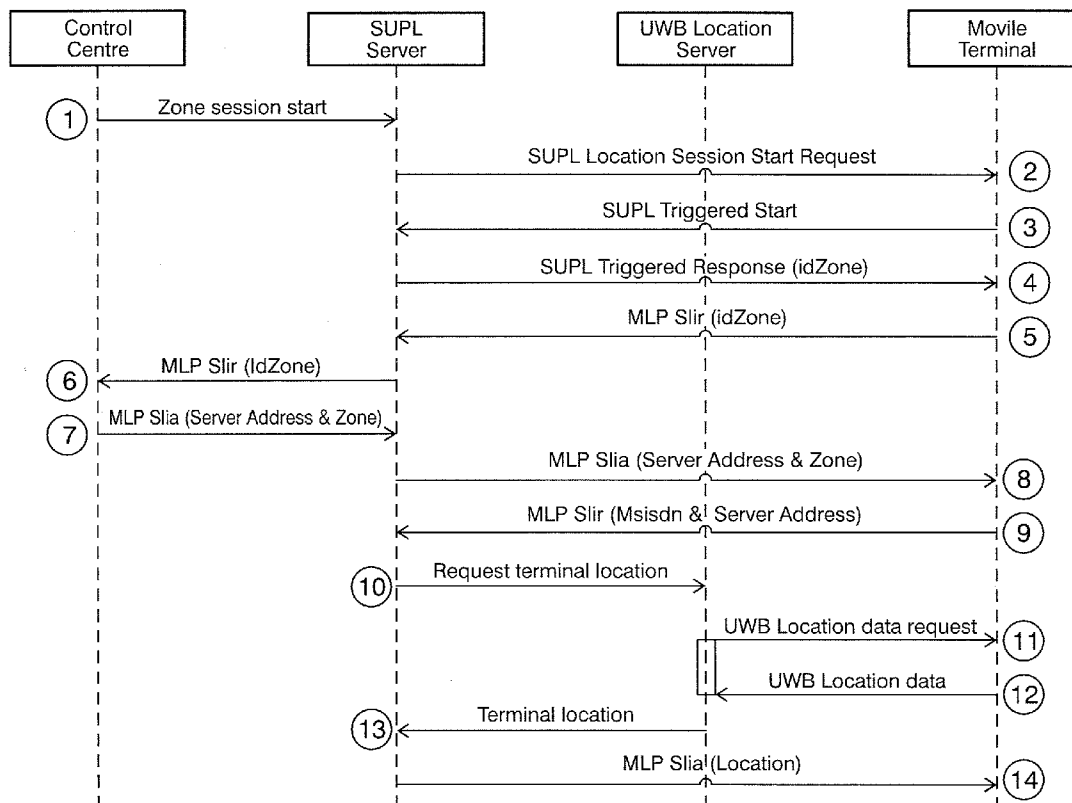 Control
Centre
SUPL
Server
UWB Location
Server
Movile
Terminal
1
Zone session start
SUPL Location Session Start Request
2
SUPL Triggered Start
3
SUPL Triggered Response (idZone)
4
MLP Slir (idZone)
5
6
MLP Slir (IdZone)
7
MLP Slia (Server Address & Zone)
MLP Slia (Server Address & Zone)
8
MLP Slir (Msisdn & Server Address)
9
10
Request terminal location
UWB Location data request
11
UWB Location data
12
13
Terminal location
MLP Slia (Location)
14